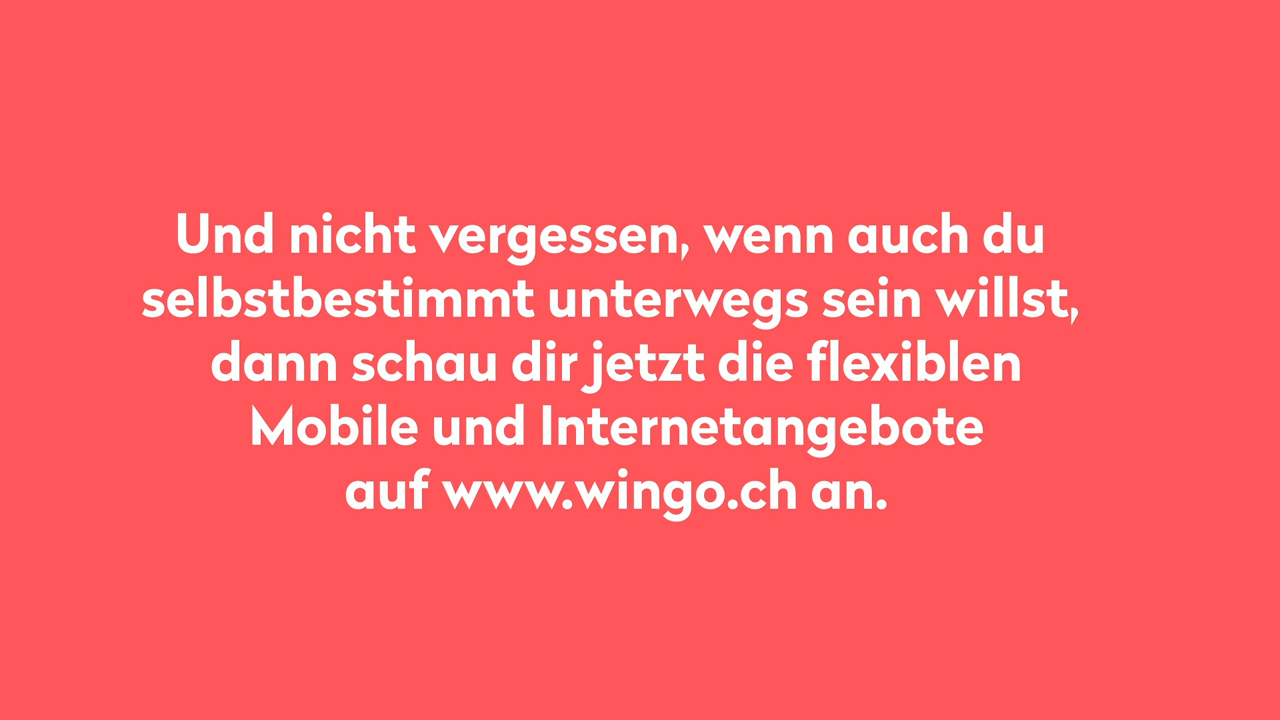 Und nicht vergessen, wenn auch du
selbstbestimmt unterwegs sein willst,
dann schau dir jetzt die flexiblen
Mobile und Internetangebote
auf www.wingo.ch an.